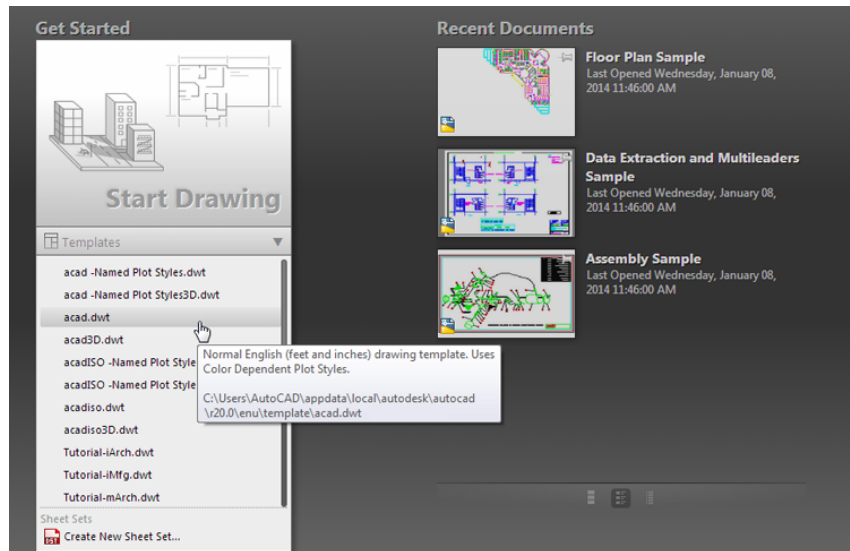 Get Started
Start Drawing
Templates
acad -Named Plot Styles.dwt
acad -Named Plot Styles3D.dwt
acad.dwt
acad3D.dwt
acadISO -Named Plot Style
acadISO -Named Plot Style
acadiso.dwt
acadiso3D.dwt
Tutorial-iArch.dwt
Tutorial-iMfg.dwt
Tutorial-mArch.dwt
Sheet Sets
Create New Sheet Set...
Normal English (feet and inches) drawing template. Uses
Color Dependent Plot Styles.
C:\Users\AutoCAD\appdata\local\autodesk\autocad
\r20.0\enu\template\acad.dwt
Recent Documents
Floor Plan Sample
Last Opened Wednesday, January 08,
2014 11:46:00 AM
Data Extraction and Multileaders
Sample
Last Opened Wednesday, January 08,
2014 11:46:00 AM
Assembly Sample
Last Opened Wednesday, January 08,
2014 11:46:00 AM